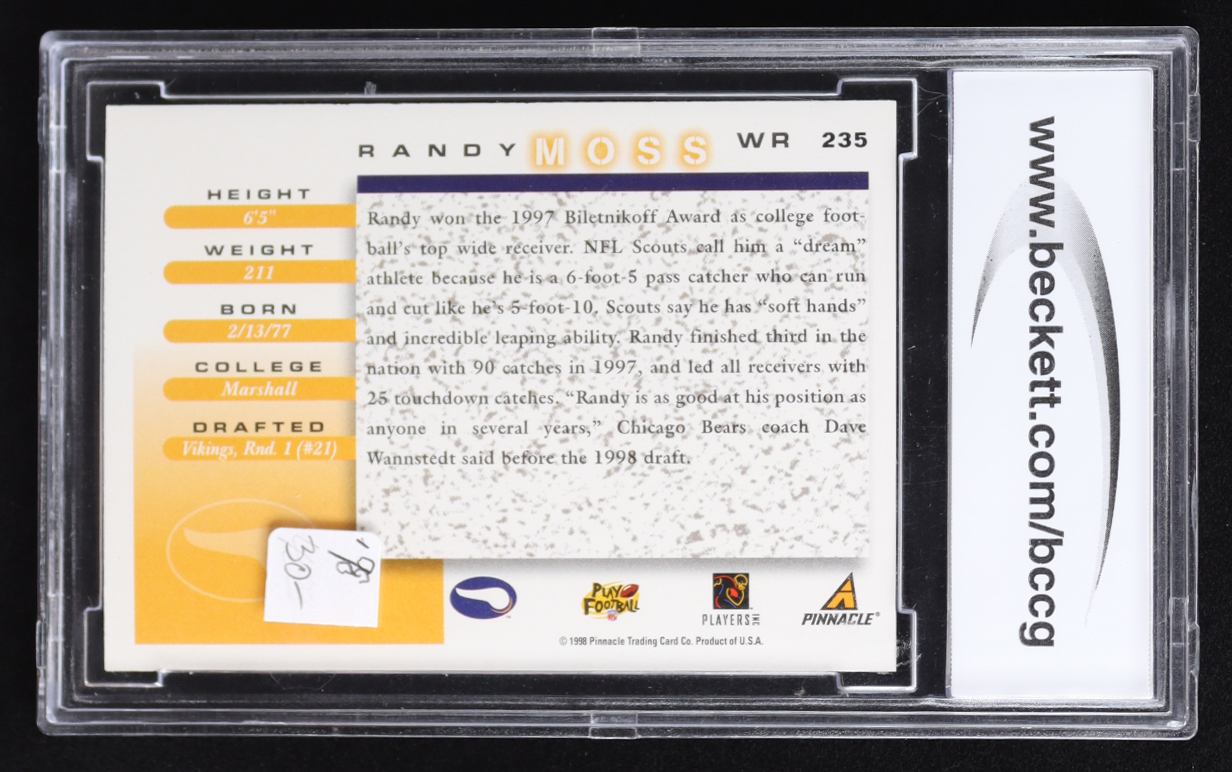 RANDY MOSS WR 235
HEIGHT
6'5"
WEIGHT
211
BORN
2/13/77
COLLEGE
Marshall
DRAFTED
Vikings, Rnd. 1 (#21)
Randy won the 1997 Biletnikoff Award as college foot-
ball's top wide receiver. NFL Scouts call him a “dream”
athlete because he is a 6-foot-5 pass catcher who can run
and cut like he's 5-foot-10. Scouts say he has “soft hands”
and incredible leaping ability. Randy finished third in the
nation with 90 catches in 1997, and led all receivers with
25 touchdown catches. “Randy is as good at his position as
anyone in several years,” Chicago Bears coach Dave
Wannstedt said before the 1998 draft.
'98
30-
PLAY
FOOTBALL
PLAYERS INC
PINNACLE®
© 1998 Pinnacle Trading Card Co. Product of U.S.A.
www.beckett.com/bccg